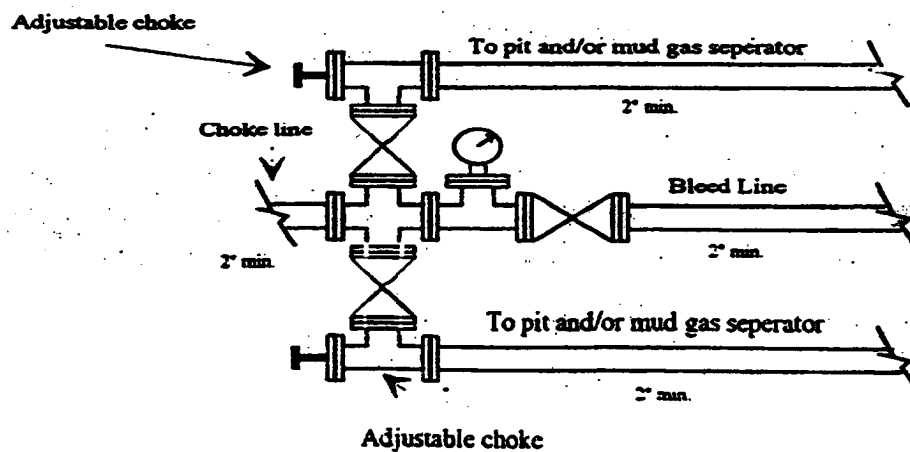 Adjustable choke
To pit and/or mud gas seperator
2" min.
Choke line
Bleed Line
2" min.
2" min.
To pit and/or mud gas seperator
2" min.
Adjustable choke